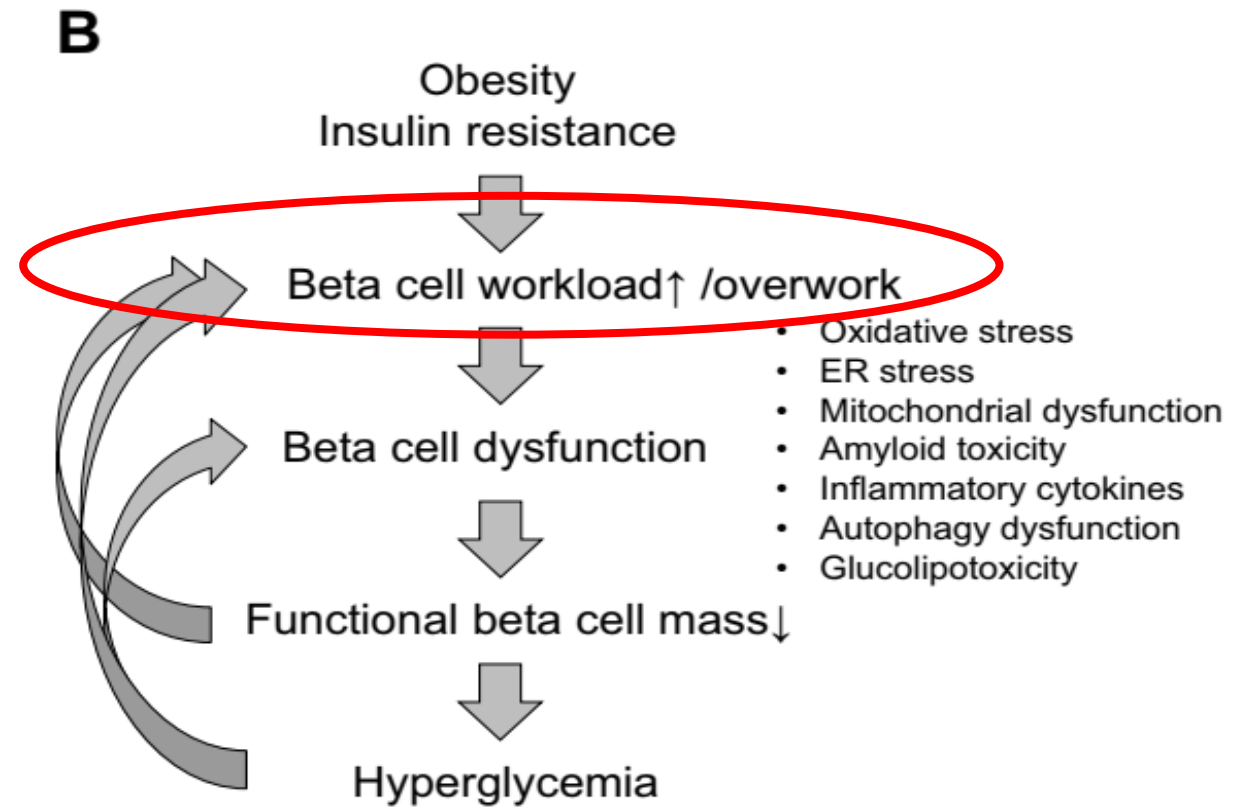 B
Obesity
Insulin resistance
Beta cell workload↑ /overwork
• Oxidative stress
• ER stress
• Mitochondrial dysfunction
• Amyloid toxicity
• Inflammatory cytokines
• Autophagy dysfunction
• Glucolipotoxicity
Beta cell dysfunction
Functional beta cell mass↓
Hyperglycemia